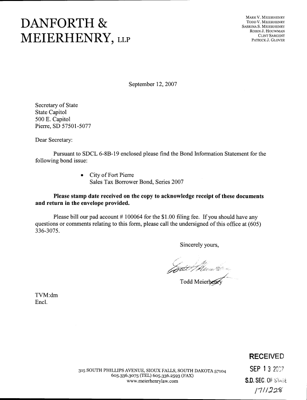 DANFORTH &
MEIERHENRY, LLP
MARK V. MEIERHENRY
TODD V. MEIERHENRY
SABRINA S. MEIERHENRY
ROBIN J. HOUWMAN
CLINT SARGENT
PATRICK J. GLOVER
September 12, 2007
Secretary of State
State Capitol
500 E. Capitol
Pierre, SD 57501-5077
Dear Secretary:
Pursuant to SDCL 6-8B-19 enclosed please find the Bond Information Statement for the
following bond issue:
• City of Fort Pierre
Sales Tax Borrower Bond, Series 2007
Please stamp date received on the copy to acknowledge receipt of these documents
and return in the envelope provided.
Please bill our pad account # 100064 for the $1.00 filing fee. If you should have any
questions or comments relating to this form, please call the undersigned of this office at (605)
336-3075.
Sincerely yours,
Todd Meierhenry
TVM:dm
Encl.
315 SOUTH PHILLIPS AVENUE, SIOUX FALLS, SOUTH DAKOTA 57104
605.336.3075 (TEL) 605.336.2593 (FAX)
www.meierhenrylaw.com
RECEIVED
SEP 13 2007
S.D. SEC. OF
1711228